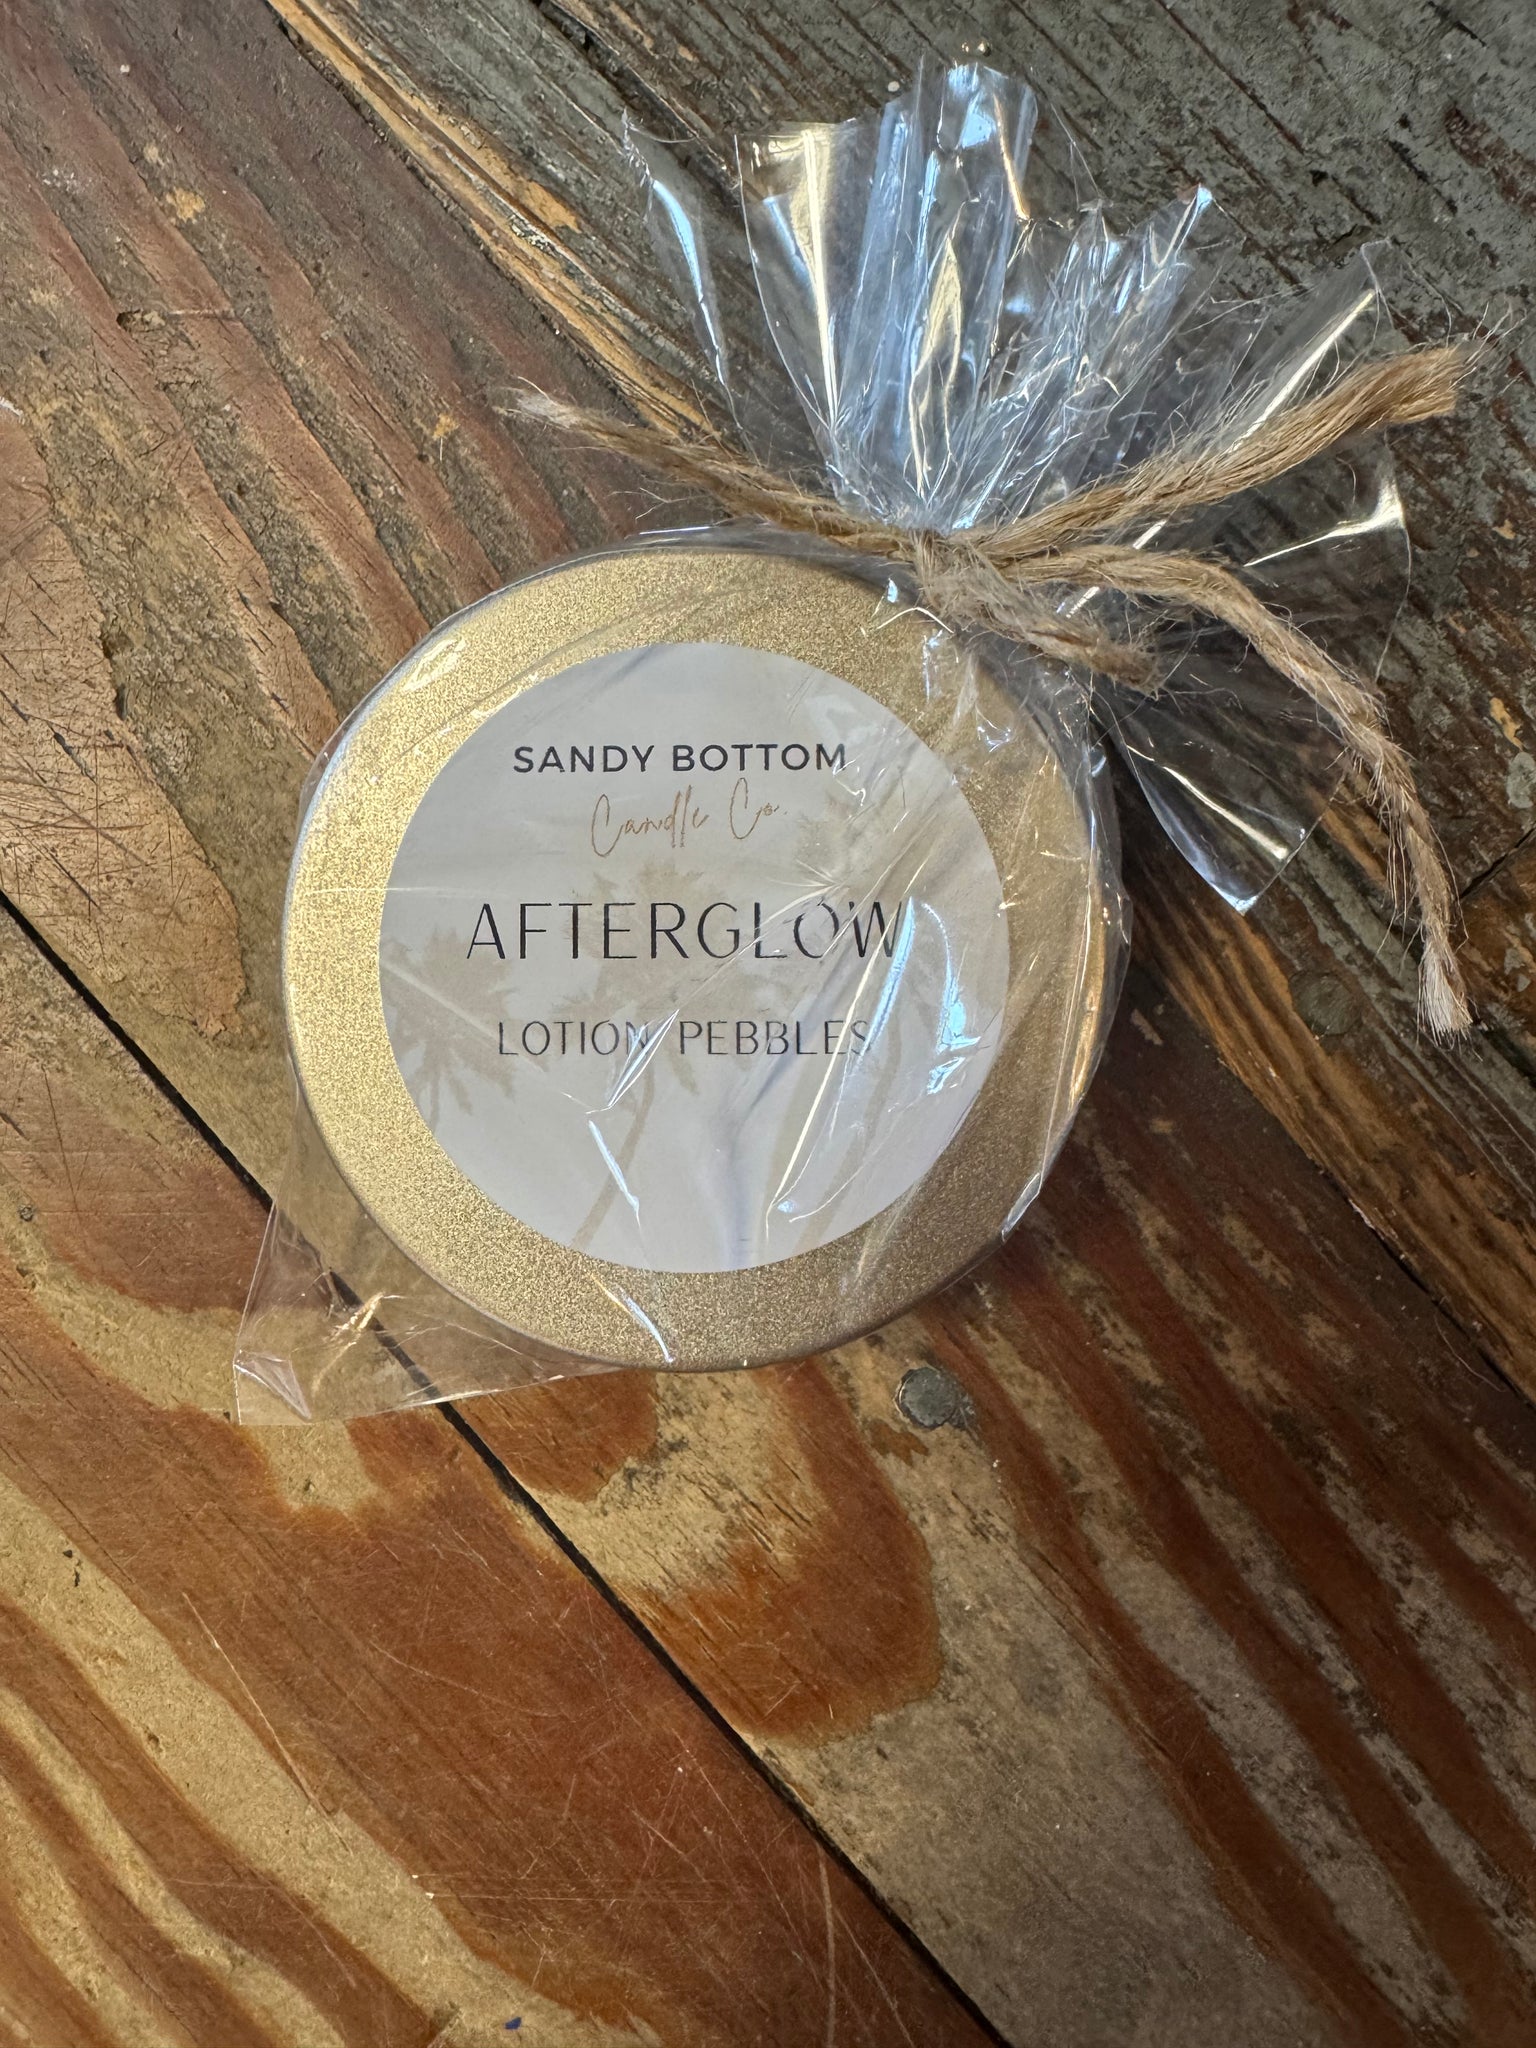 SANDY BOTTOM
Candle Co.
AFTERGLOW
LOTION PEBBLES